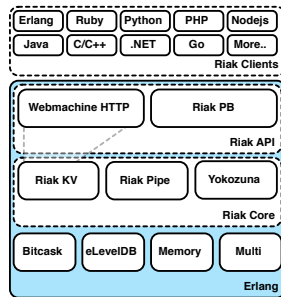 Erlang Ruby Python PHP Nodejs
Java C/C++ .NET Go More..
Riak Clients
Webmachine HTTP Riak PB
Riak API
Riak KV Riak Pipe Yokozuna
Riak Core
Bitcask eLevelDB Memory Multi
Erlang